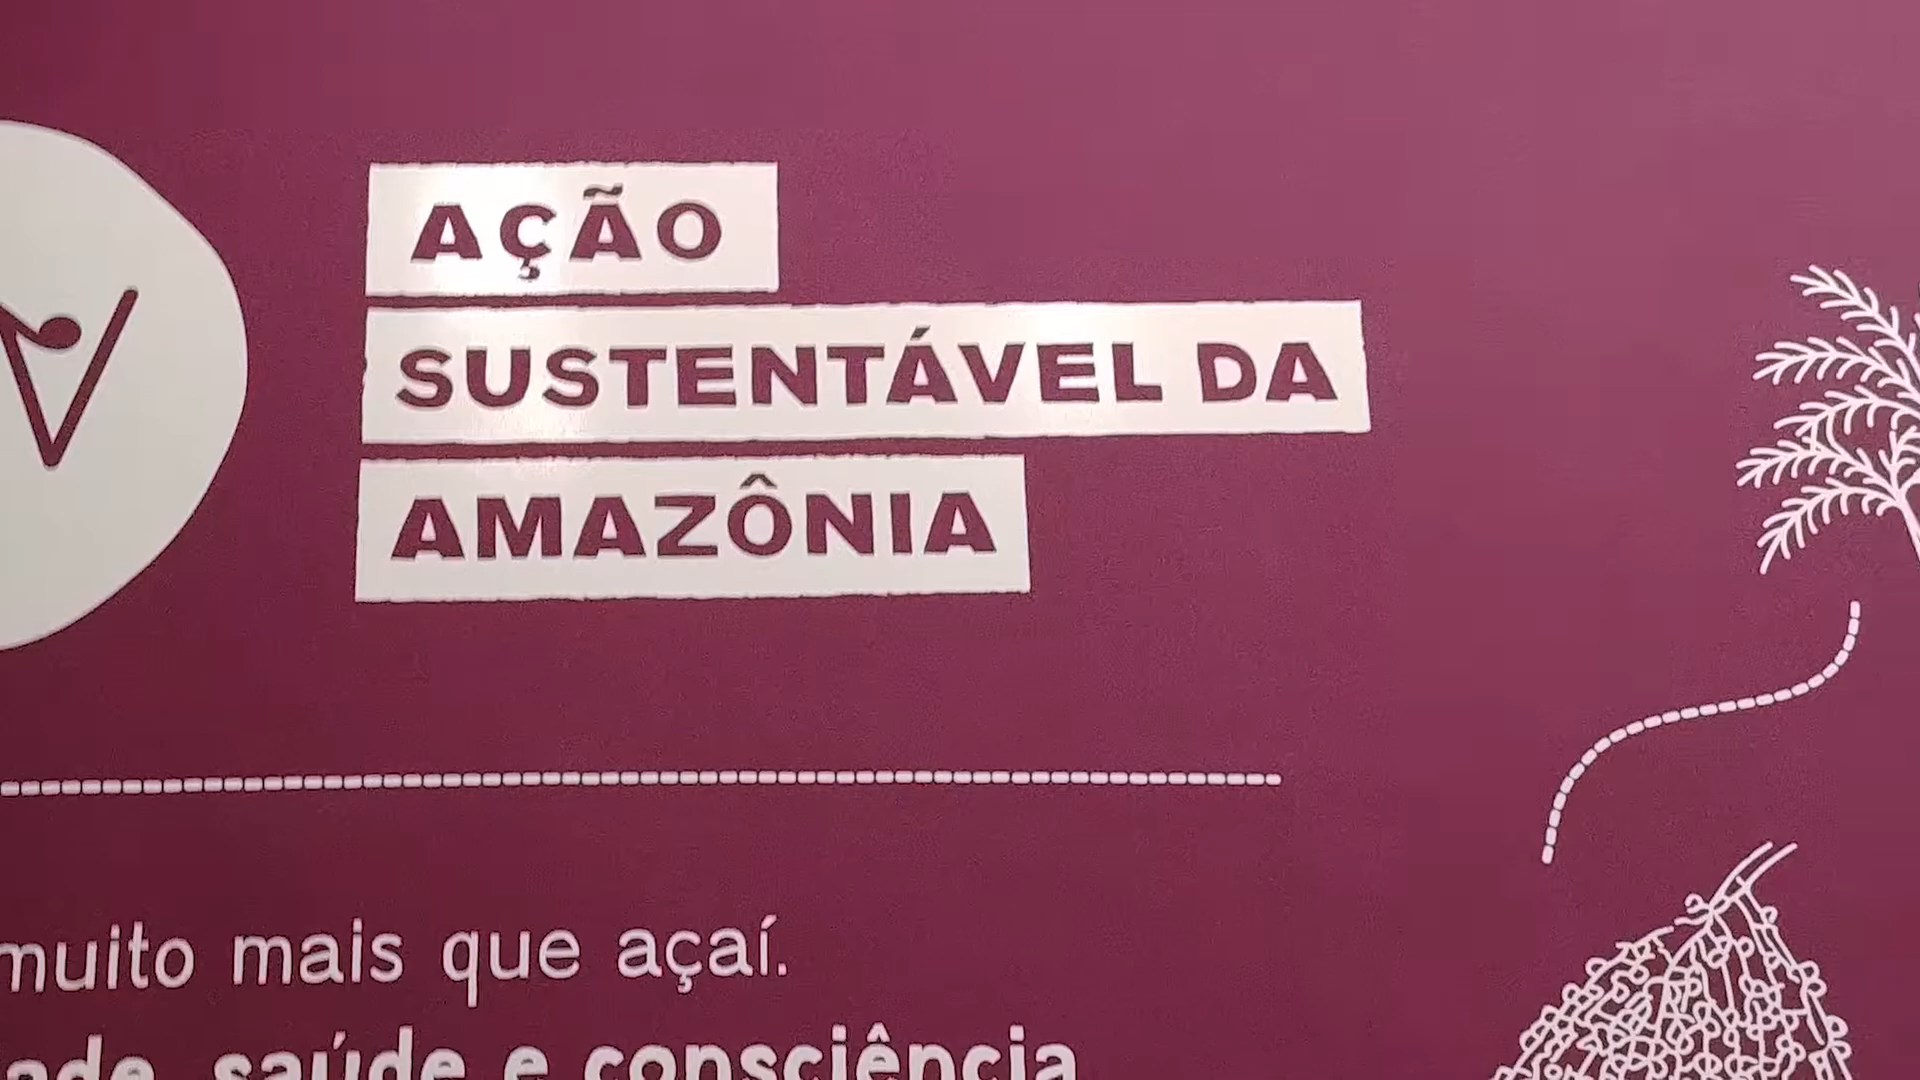 AÇÃO
SUSTENTÁVEL DA
AMAZÔNIA
muito mais que açaí.
saúde e consciência